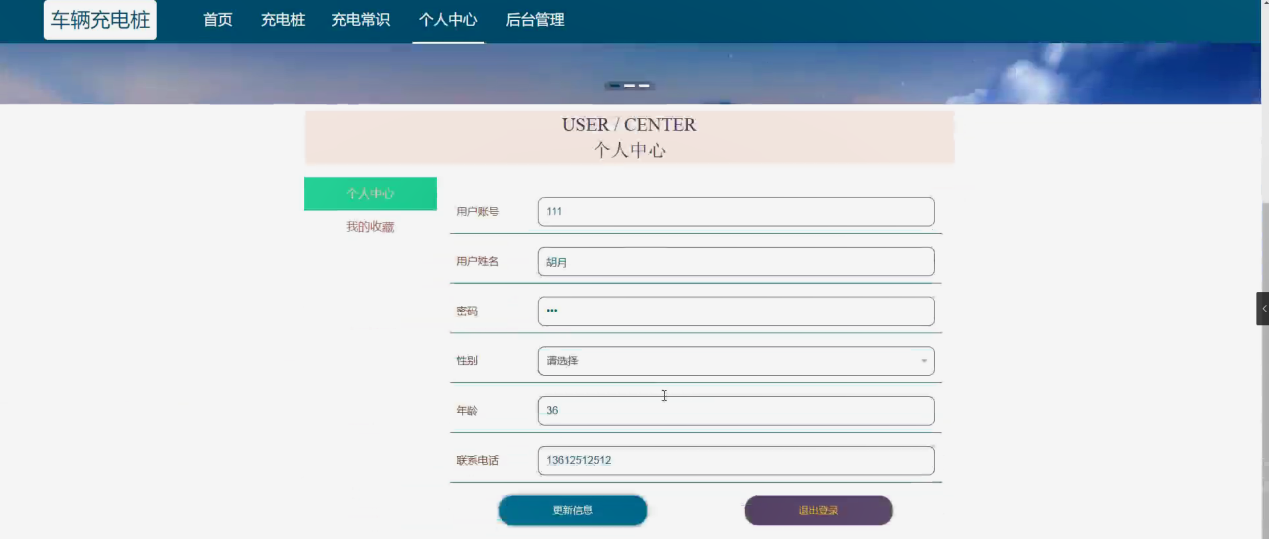 车辆充电桩 首页 充电桩 充电常识 个人中心 后台管理
USER / CENTER
个人中心
个人中心
我的收藏
用户账号 111
用户姓名 胡月
密码 •••
性别 请选择
年龄 36
联系电话 13612512512
更新信息 退出登录